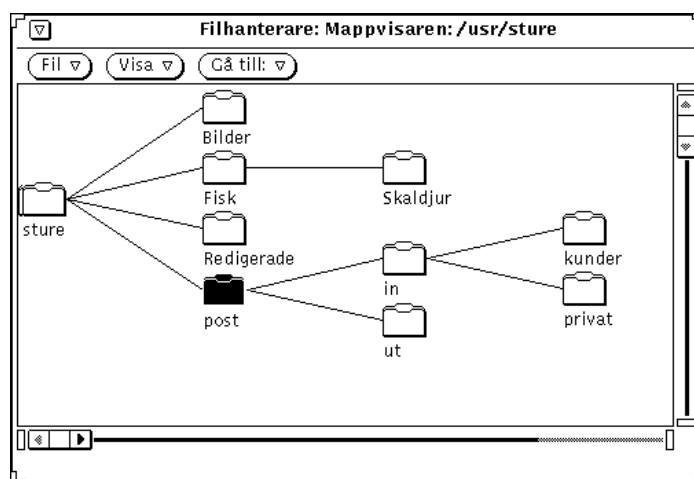 Filhanterare: Mappvisaren: /usr/sture
Fil Visa Gå till:
Bilder
Fisk Skaldjur
sture
Redigerade in kunder
post ut privat